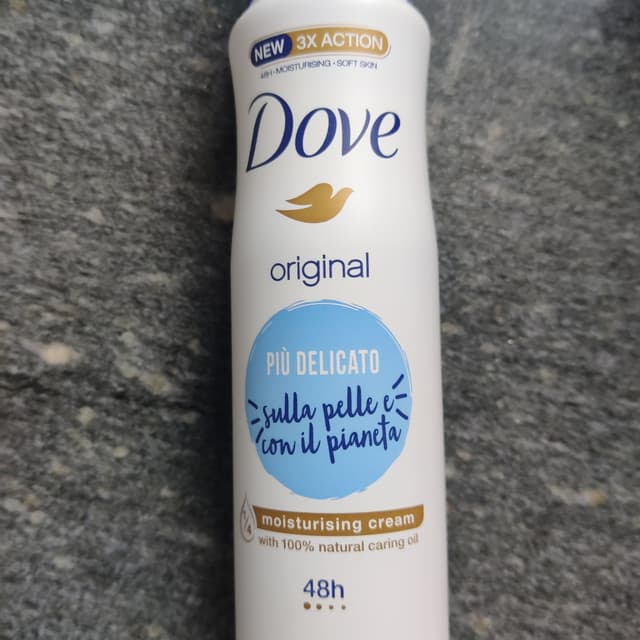 NEW 3X ACTION
48H • MOISTURISING • SOFT SKIN
Dove
original
PIÙ DELICATO
sulla pelle e
con il pianeta
moisturising cream
with 100% natural caring oil
48h